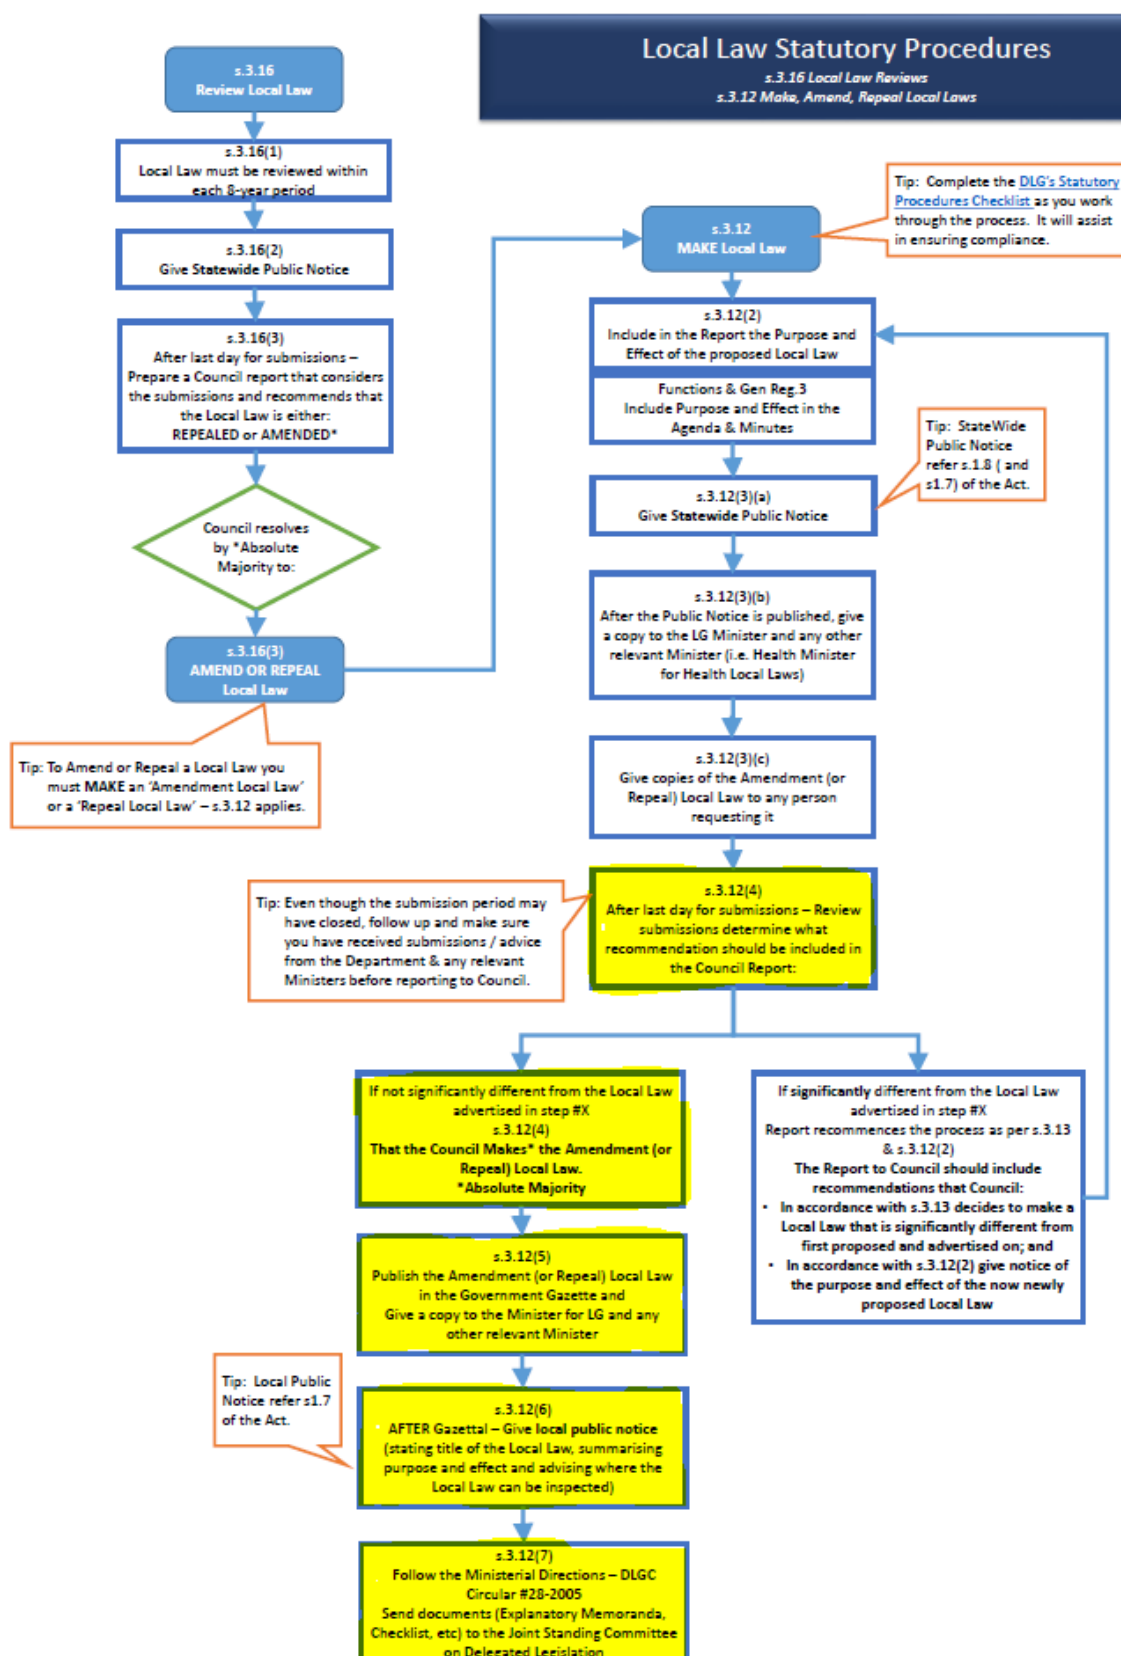 Local Law Statutory Procedures
s.3.16 Local Law Reviews
s.3.12 Make, Amend, Repeal Local Laws
s.3.16
Review Local Law
s.3.16(1)
Local Law must be reviewed within
each 8-year period
s.3.16(2)
Give Statewide Public Notice
s.3.16(3)
After last day for submissions –
Prepare a Council report that considers
the submissions and recommends that
the Local Law is either:
REPEALED or AMENDED*
Council resolves
by *Absolute
Majority to:
s.3.16(3)
AMEND OR REPEAL
Local Law
Tip: To Amend or Repeal a Local Law you
must MAKE an ‘Amendment Local Law’
or a ‘Repeal Local Law’ – s.3.12 applies.
s.3.12
MAKE Local Law
Tip: Complete the DLG's Statutory
Procedures Checklist as you work
through the process. It will assist
in ensuring compliance.
s.3.12(2)
Include in the Report the Purpose and
Effect of the proposed Local Law
Functions & Gen Reg.3
Include Purpose and Effect in the
Agenda & Minutes
Tip: StateWide
Public Notice
refer s.1.8 ( and
s1.7) of the Act.
s.3.12(3)(a)
Give Statewide Public Notice
s.3.12(3)(b)
After the Public Notice is published, give
a copy to the LG Minister and any other
relevant Minister (i.e. Health Minister
for Health Local Laws)
s.3.12(3)(c)
Give copies of the Amendment (or
Repeal) Local Law to any person
requesting it
s.3.12(4)
After last day for submissions – Review
submissions determine what
recommendation should be included in
the Council Report:
Tip: Even though the submission period may
have closed, follow up and make sure
you have received submissions / advice
from the Department & any relevant
Ministers before reporting to Council.
If not significantly different from the Local Law
advertised in step #X
s.3.12(4)
That the Council Makes* the Amendment (or
Repeal) Local Law.
*Absolute Majority
If significantly different from the Local Law
advertised in step #X
Report recommences the process as per s.3.13
& s.3.12(2)
The Report to Council should include
recommendations that Council:
• In accordance with s.3.13 decides to make a
Local Law that is significantly different from
first proposed and advertised on; and
• In accordance with s.3.12(2) give notice of
the purpose and effect of the now newly
proposed Local Law
s.3.12(5)
Publish the Amendment (or Repeal) Local Law
in the Government Gazette and
Give a copy to the Minister for LG and any
other relevant Minister
Tip: Local Public
Notice refer s1.7
of the Act.
s.3.12(6)
AFTER Gazettal – Give local public notice
(stating title of the Local Law, summarising
purpose and effect and advising where the
Local Law can be inspected)
s.3.12(7)
Follow the Ministerial Directions – DLGC
Circular #28-2005
Send documents (Explanatory Memoranda,
Checklist, etc) to the Joint Standing Committee
on Delegated Legislation